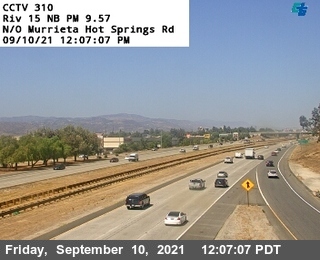 CCTV 310
Riv 15 NB PM 9.57
N/O Murrieta Hot Springs Rd
09/10/21 12:07:07 PM
Friday, September 10, 2021 12:07:07 PDT